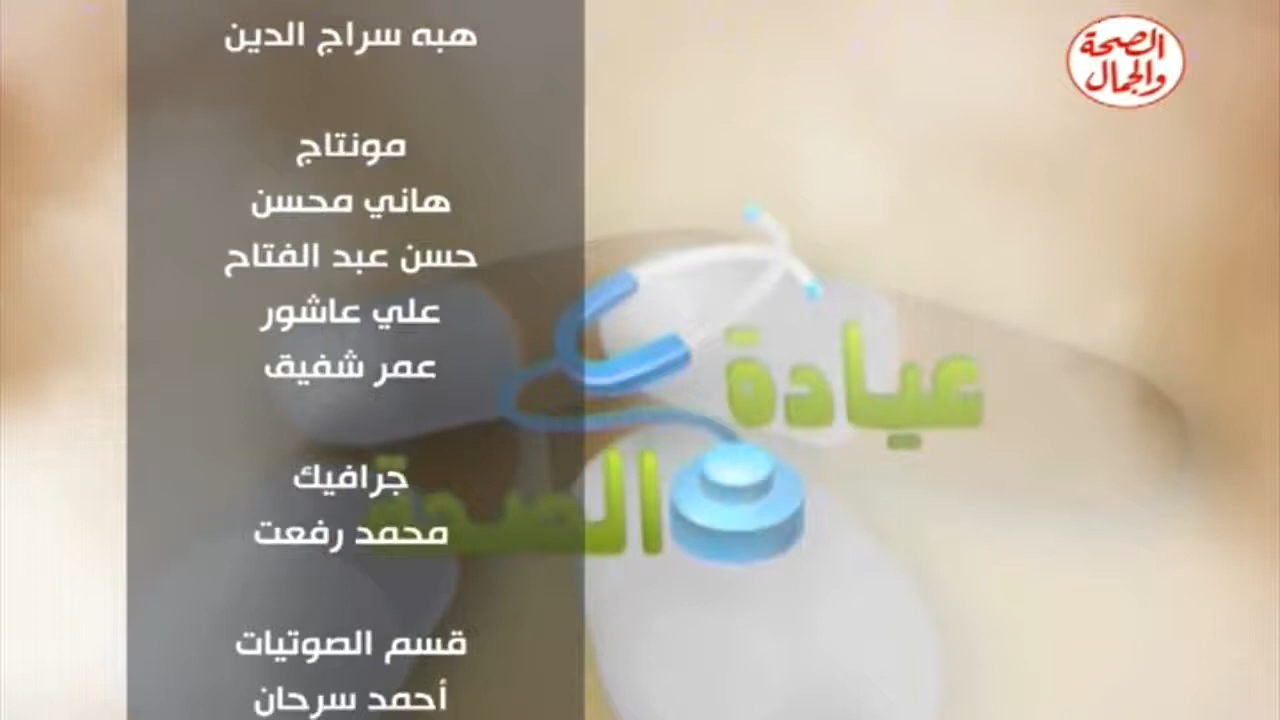 هبه سراج الدين
مونتاج
هاني محسن
حسن عبد الفتاح
علي عاشور
عمر شفيق
جرافيك
محمد رفعت
قسم الصوتيات
أحمد سرحان
الصحة
والجمال
عيادة
الصحة